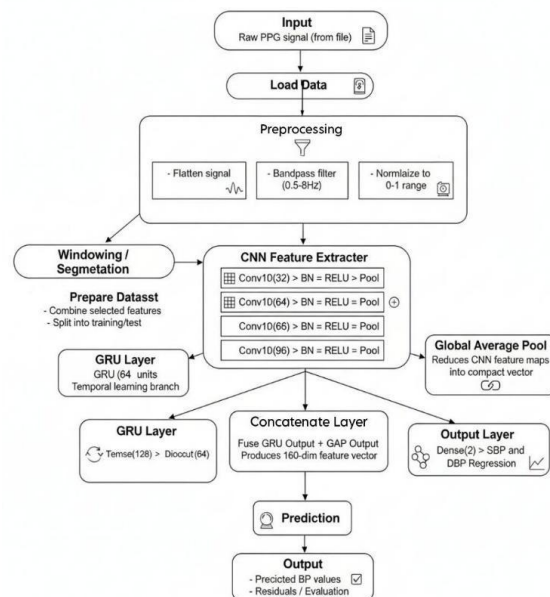 Input
Raw PPG signal (from file)
Load Data
Preprocessing
- Flatten signal
- Bandpass filter
(0.5-8Hz)
- Normlaize to
0-1 range
Windowing /
Segmetation
CNN Feature Extracter
Conv10(32) > BN = RELU > Pool
Conv10(64) > BN = RELU = Pool
Conv10(66) > BN = RELU = Pool
Conv10(96) > BN = RELU = Pool
Prepare Datasst
- Combine selected features
- Split into training/test
GRU Layer
GRU (64 units
Temporal learning branch
Global Average Pool
Reduces CNN feature maps
into compact vector
GRU Layer
Temse(128) > Dioccut(64)
Concatenate Layer
Fuse GRU Output + GAP Output
Produces 160-dim feature vector
Output Layer
Dense(2) > SBP and
DBP Regression
Prediction
Output
- Precicted BP values
- Residuals / Evaluation